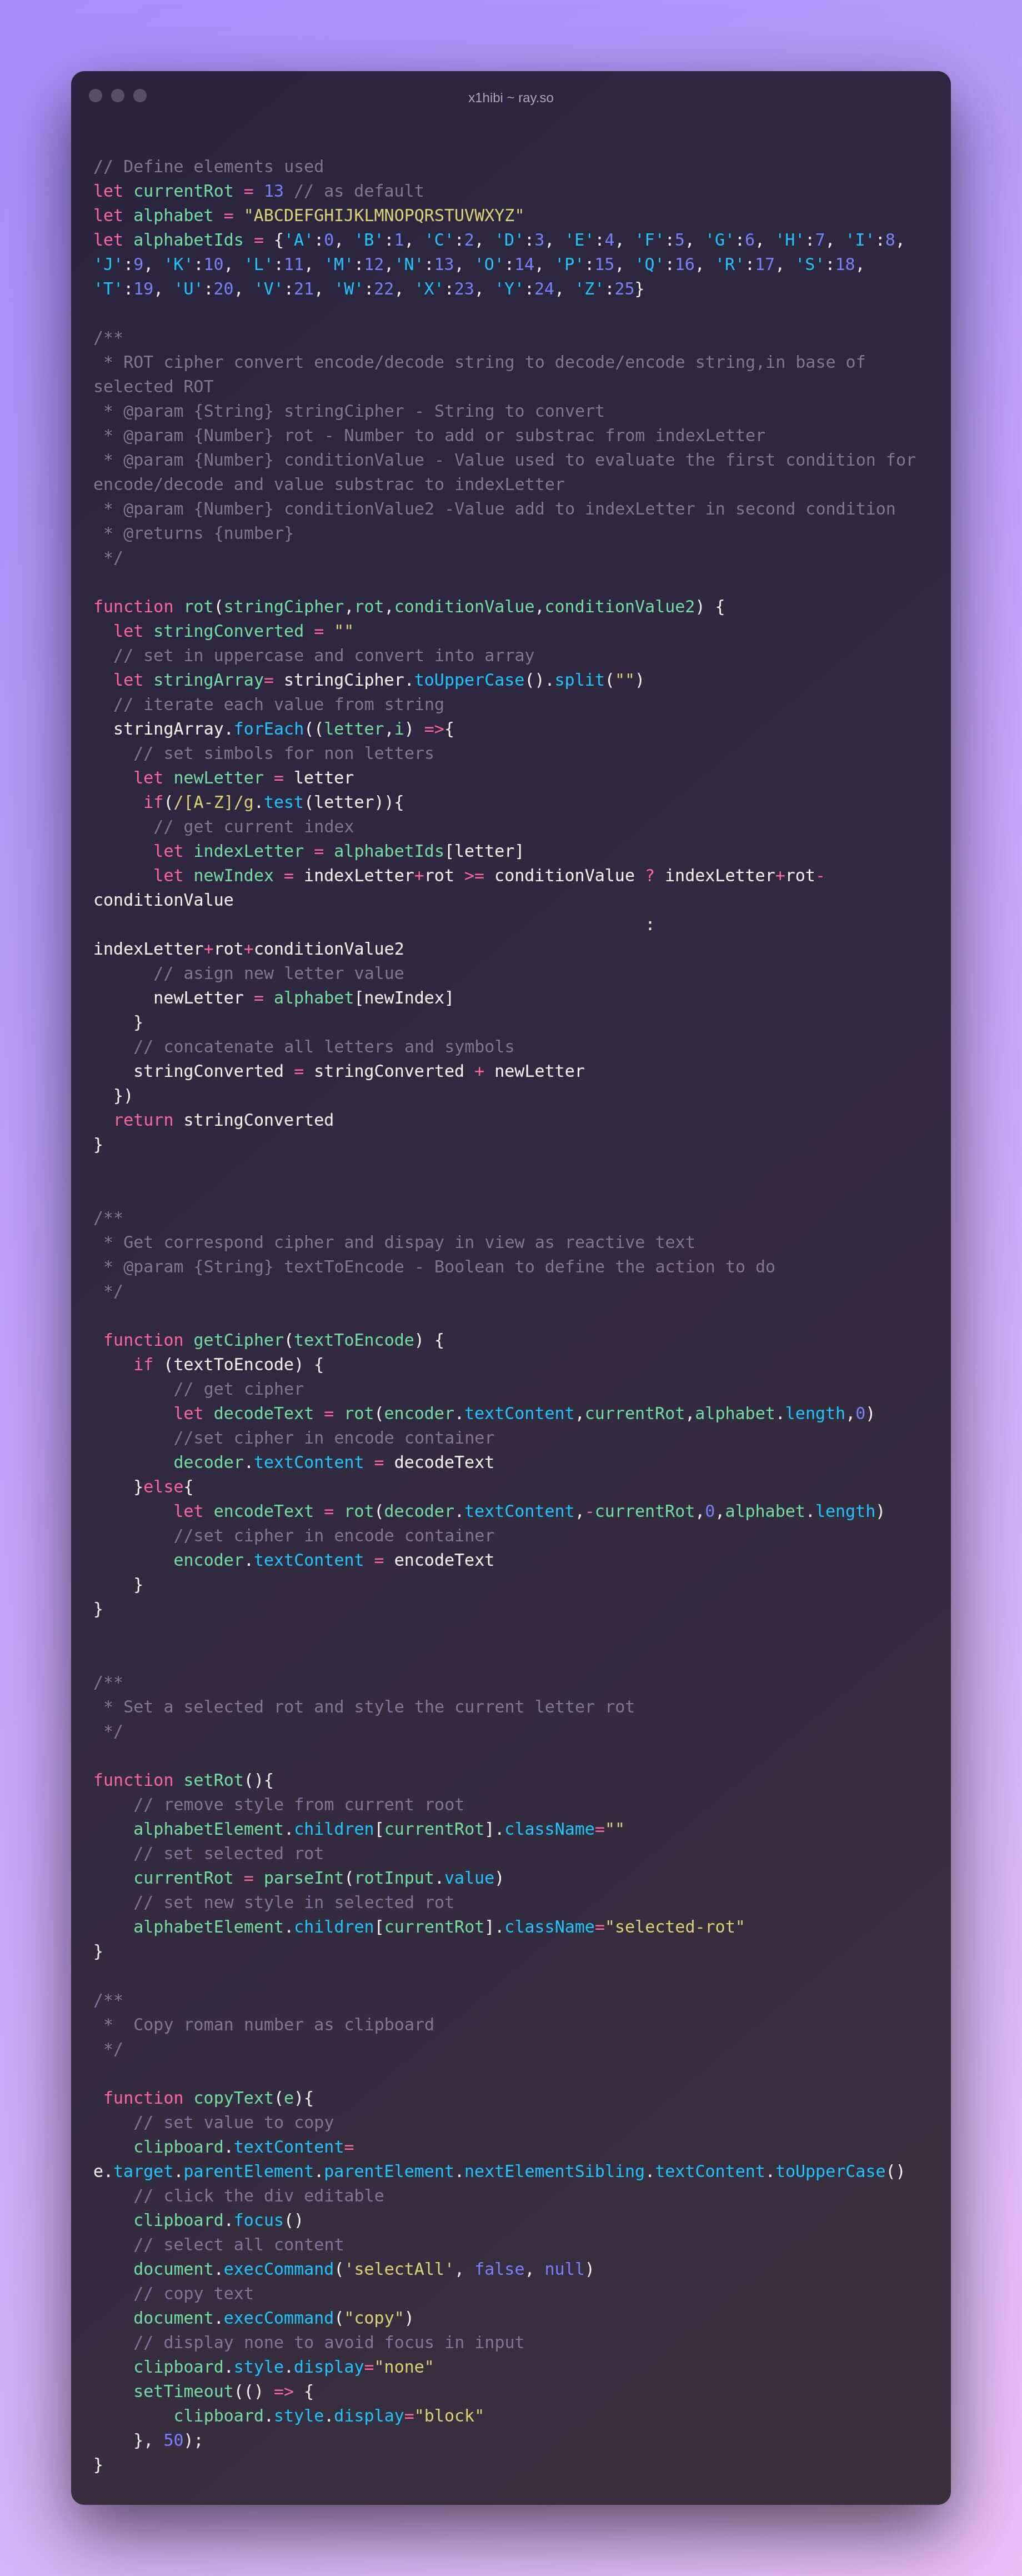 x1hibi ~ ray.so
// Define elements used
let currentRot = 13 // as default
let alphabet = "ABCDEFGHIJKLMNOPQRSTUVWXYZ"
let alphabetIds = {'A':0, 'B':1, 'C':2, 'D':3, 'E':4, 'F':5, 'G':6, 'H':7, 'I':8,
'J':9, 'K':10, 'L':11, 'M':12,'N':13, 'O':14, 'P':15, 'Q':16, 'R':17, 'S':18,
'T':19, 'U':20, 'V':21, 'W':22, 'X':23, 'Y':24, 'Z':25}
/**
 * ROT cipher convert encode/decode string to decode/encode string,in base of
selected ROT
 * @param {String} stringCipher - String to convert
 * @param {Number} rot - Number to add or substrac from indexLetter
 * @param {Number} conditionValue - Value used to evaluate the first condition for
encode/decode and value substrac to indexLetter
 * @param {Number} conditionValue2 -Value add to indexLetter in second condition
 * @returns {number}
 */
function rot(stringCipher,rot,conditionValue,conditionValue2) {
  let stringConverted = ""
  // set in uppercase and convert into array
  let stringArray= stringCipher.toUpperCase().split("")
  // iterate each value from string
  stringArray.forEach((letter,i) =>{
    // set simbols for non letters
    let newLetter = letter
     if(/[A-Z]/g.test(letter)){
      // get current index
      let indexLetter = alphabetIds[letter]
      let newIndex = indexLetter+rot >= conditionValue ? indexLetter+rot-
conditionValue
                                                       :
indexLetter+rot+conditionValue2
      // asign new letter value
      newLetter = alphabet[newIndex]
    }
    // concatenate all letters and symbols
    stringConverted = stringConverted + newLetter
  })
  return stringConverted
}
/**
 * Get correspond cipher and dispay in view as reactive text
 * @param {String} textToEncode - Boolean to define the action to do
 */
 function getCipher(textToEncode) {
    if (textToEncode) {
        // get cipher
        let decodeText = rot(encoder.textContent,currentRot,alphabet.length,0)
        //set cipher in encode container
        decoder.textContent = decodeText
    }else{
        let encodeText = rot(decoder.textContent,-currentRot,0,alphabet.length)
        //set cipher in encode container
        encoder.textContent = encodeText
    }
}
/**
 * Set a selected rot and style the current letter rot
 */
function setRot(){
    // remove style from current root
    alphabetElement.children[currentRot].className=""
    // set selected rot
    currentRot = parseInt(rotInput.value)
    // set new style in selected rot
    alphabetElement.children[currentRot].className="selected-rot"
}
/**
 *  Copy roman number as clipboard
 */
 function copyText(e){
    // set value to copy
    clipboard.textContent=
e.target.parentElement.parentElement.nextElementSibling.textContent.toUpperCase()
    // click the div editable
    clipboard.focus()
    // select all content
    document.execCommand('selectAll', false, null)
    // copy text
    document.execCommand("copy")
    // display none to avoid focus in input
    clipboard.style.display="none"
    setTimeout(() => {
        clipboard.style.display="block"
    }, 50);
}